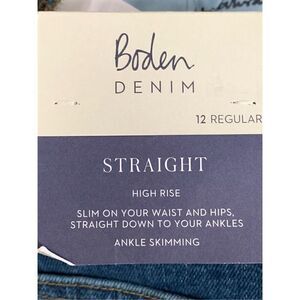 Boden
DENIM
12 REGULAR
STRAIGHT
HIGH RISE
SLIM ON YOUR WAIST AND HIPS,
STRAIGHT DOWN TO YOUR ANKLES
ANKLE SKIMMING